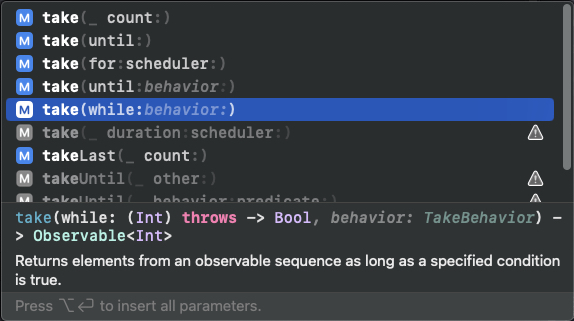 M take(_ count:)
M take(until:)
M take(for:scheduler:)
M take(until:behavior:)
M take(while:behavior:)
M take(_ duration:scheduler:)
M takeLast(_ count:)
M takeUntil(_ other:)
M takeUntil(_ behavior:predicate:)
take(while: (Int) throws -> Bool, behavior: TakeBehavior) -
> Observable<Int>
Returns elements from an observable sequence as long as a specified condition
is true.
Press ⌥↩ to insert all parameters.